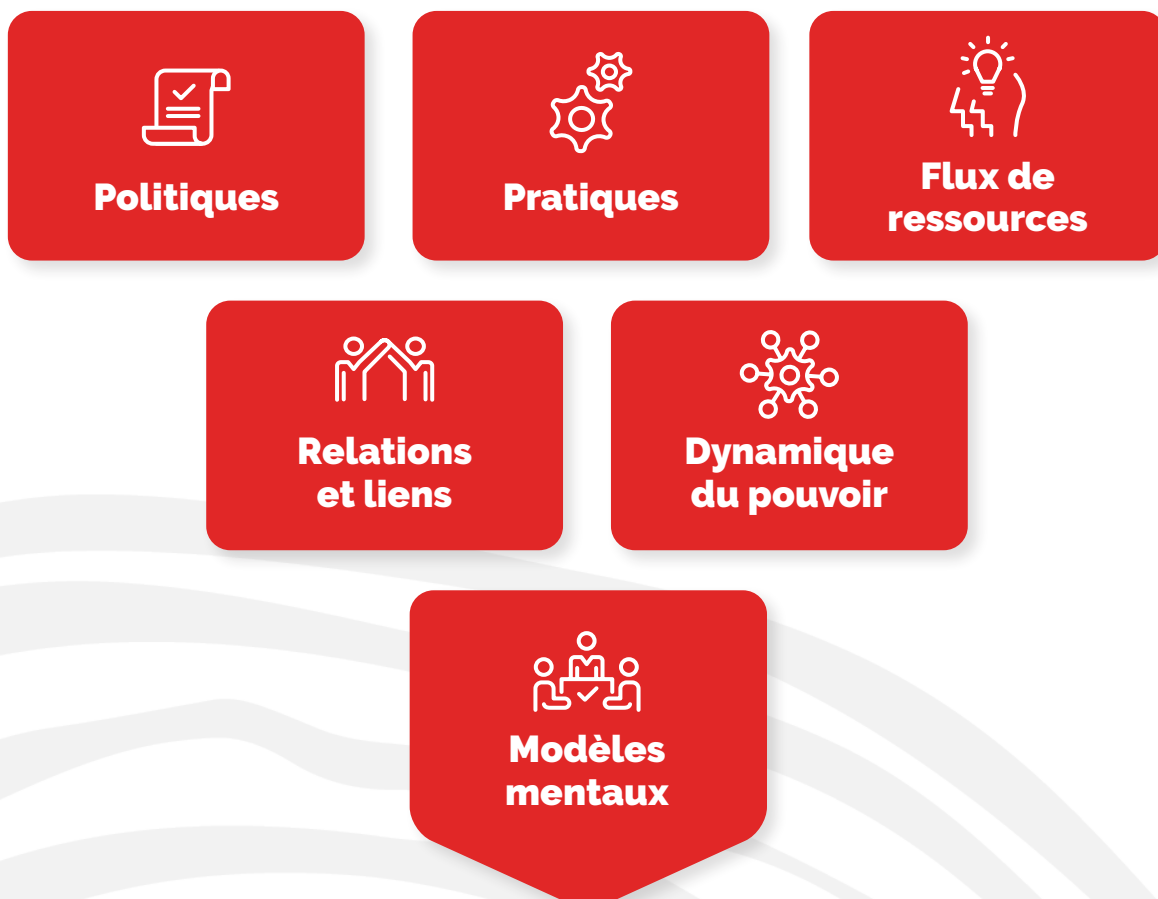 Politiques
Pratiques
Flux de
ressources
Relations
et liens
Dynamique
du pouvoir
Modèles
mentaux